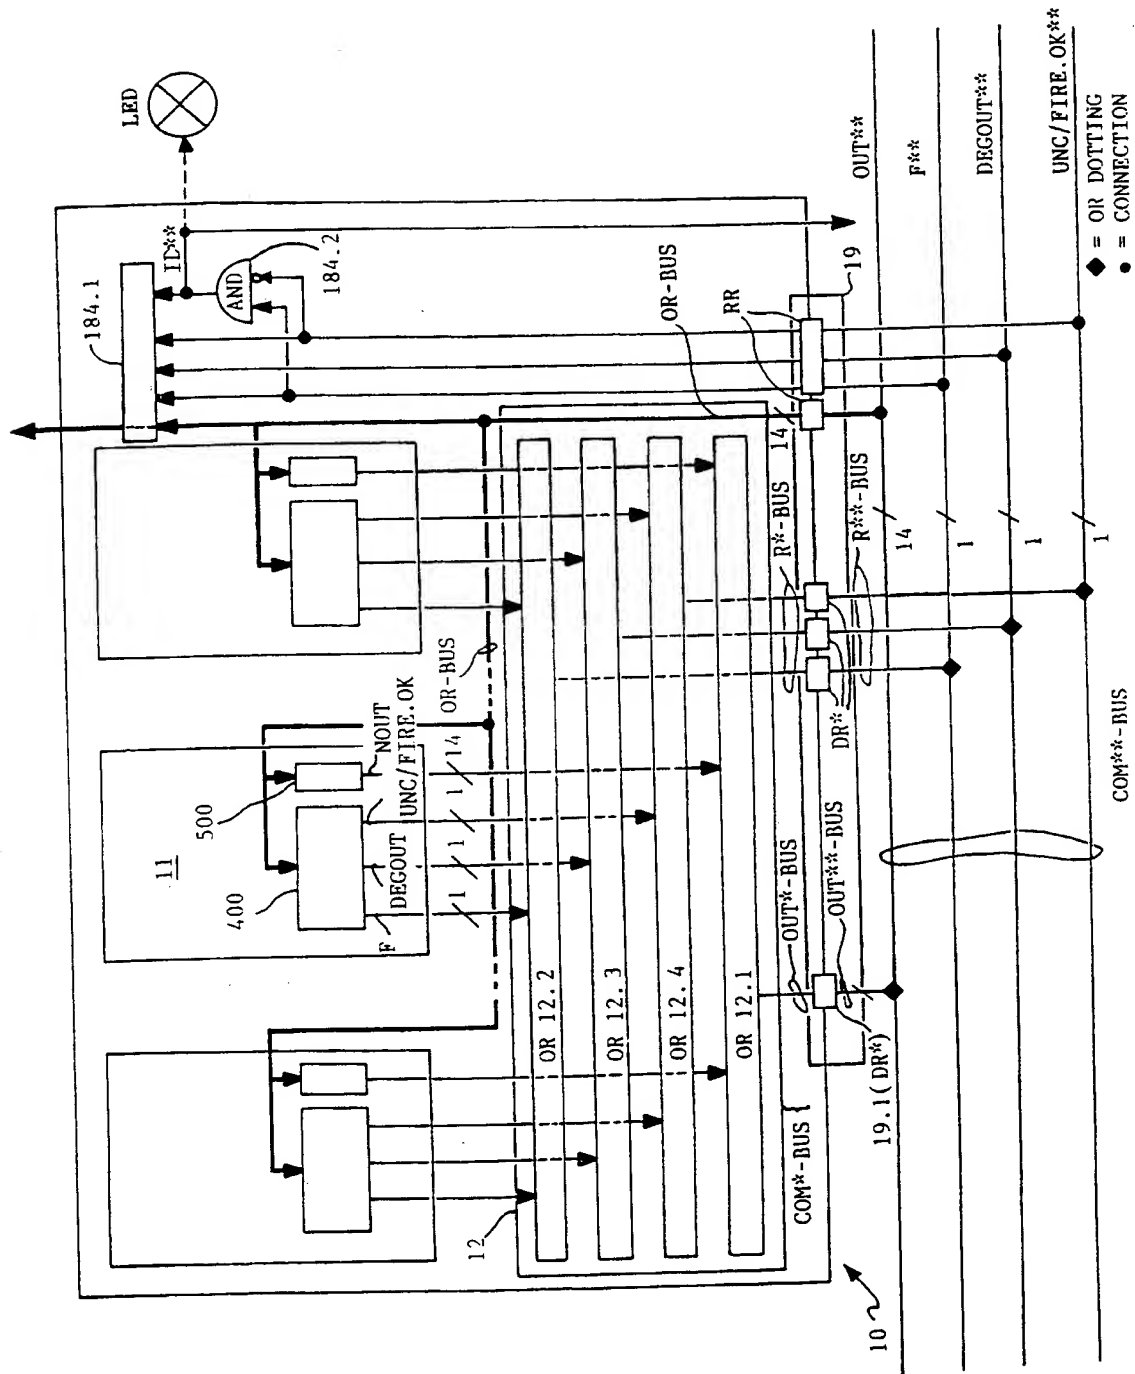 LED
ID**
184.1
AND
184.2
19
OR-BUS
RR
14
OUT**
F**
DEGOUT**
UNC/FIRE.OK**
◆ = OR DOTTING
● = CONNECTION
R*-BUS
R**-BUS
14
1
1
1
DR*
OR-BUS
NOUT
UNC/FIRE.OK
DEGOUT
F
14
1
1
1
500
400
11
OR 12.2
OR 12.3
OR 12.4
OR 12.1
OUT*-BUS
OUT**-BUS
COM**-BUS
19.1(DR*)
COM*-BUS {
12
10